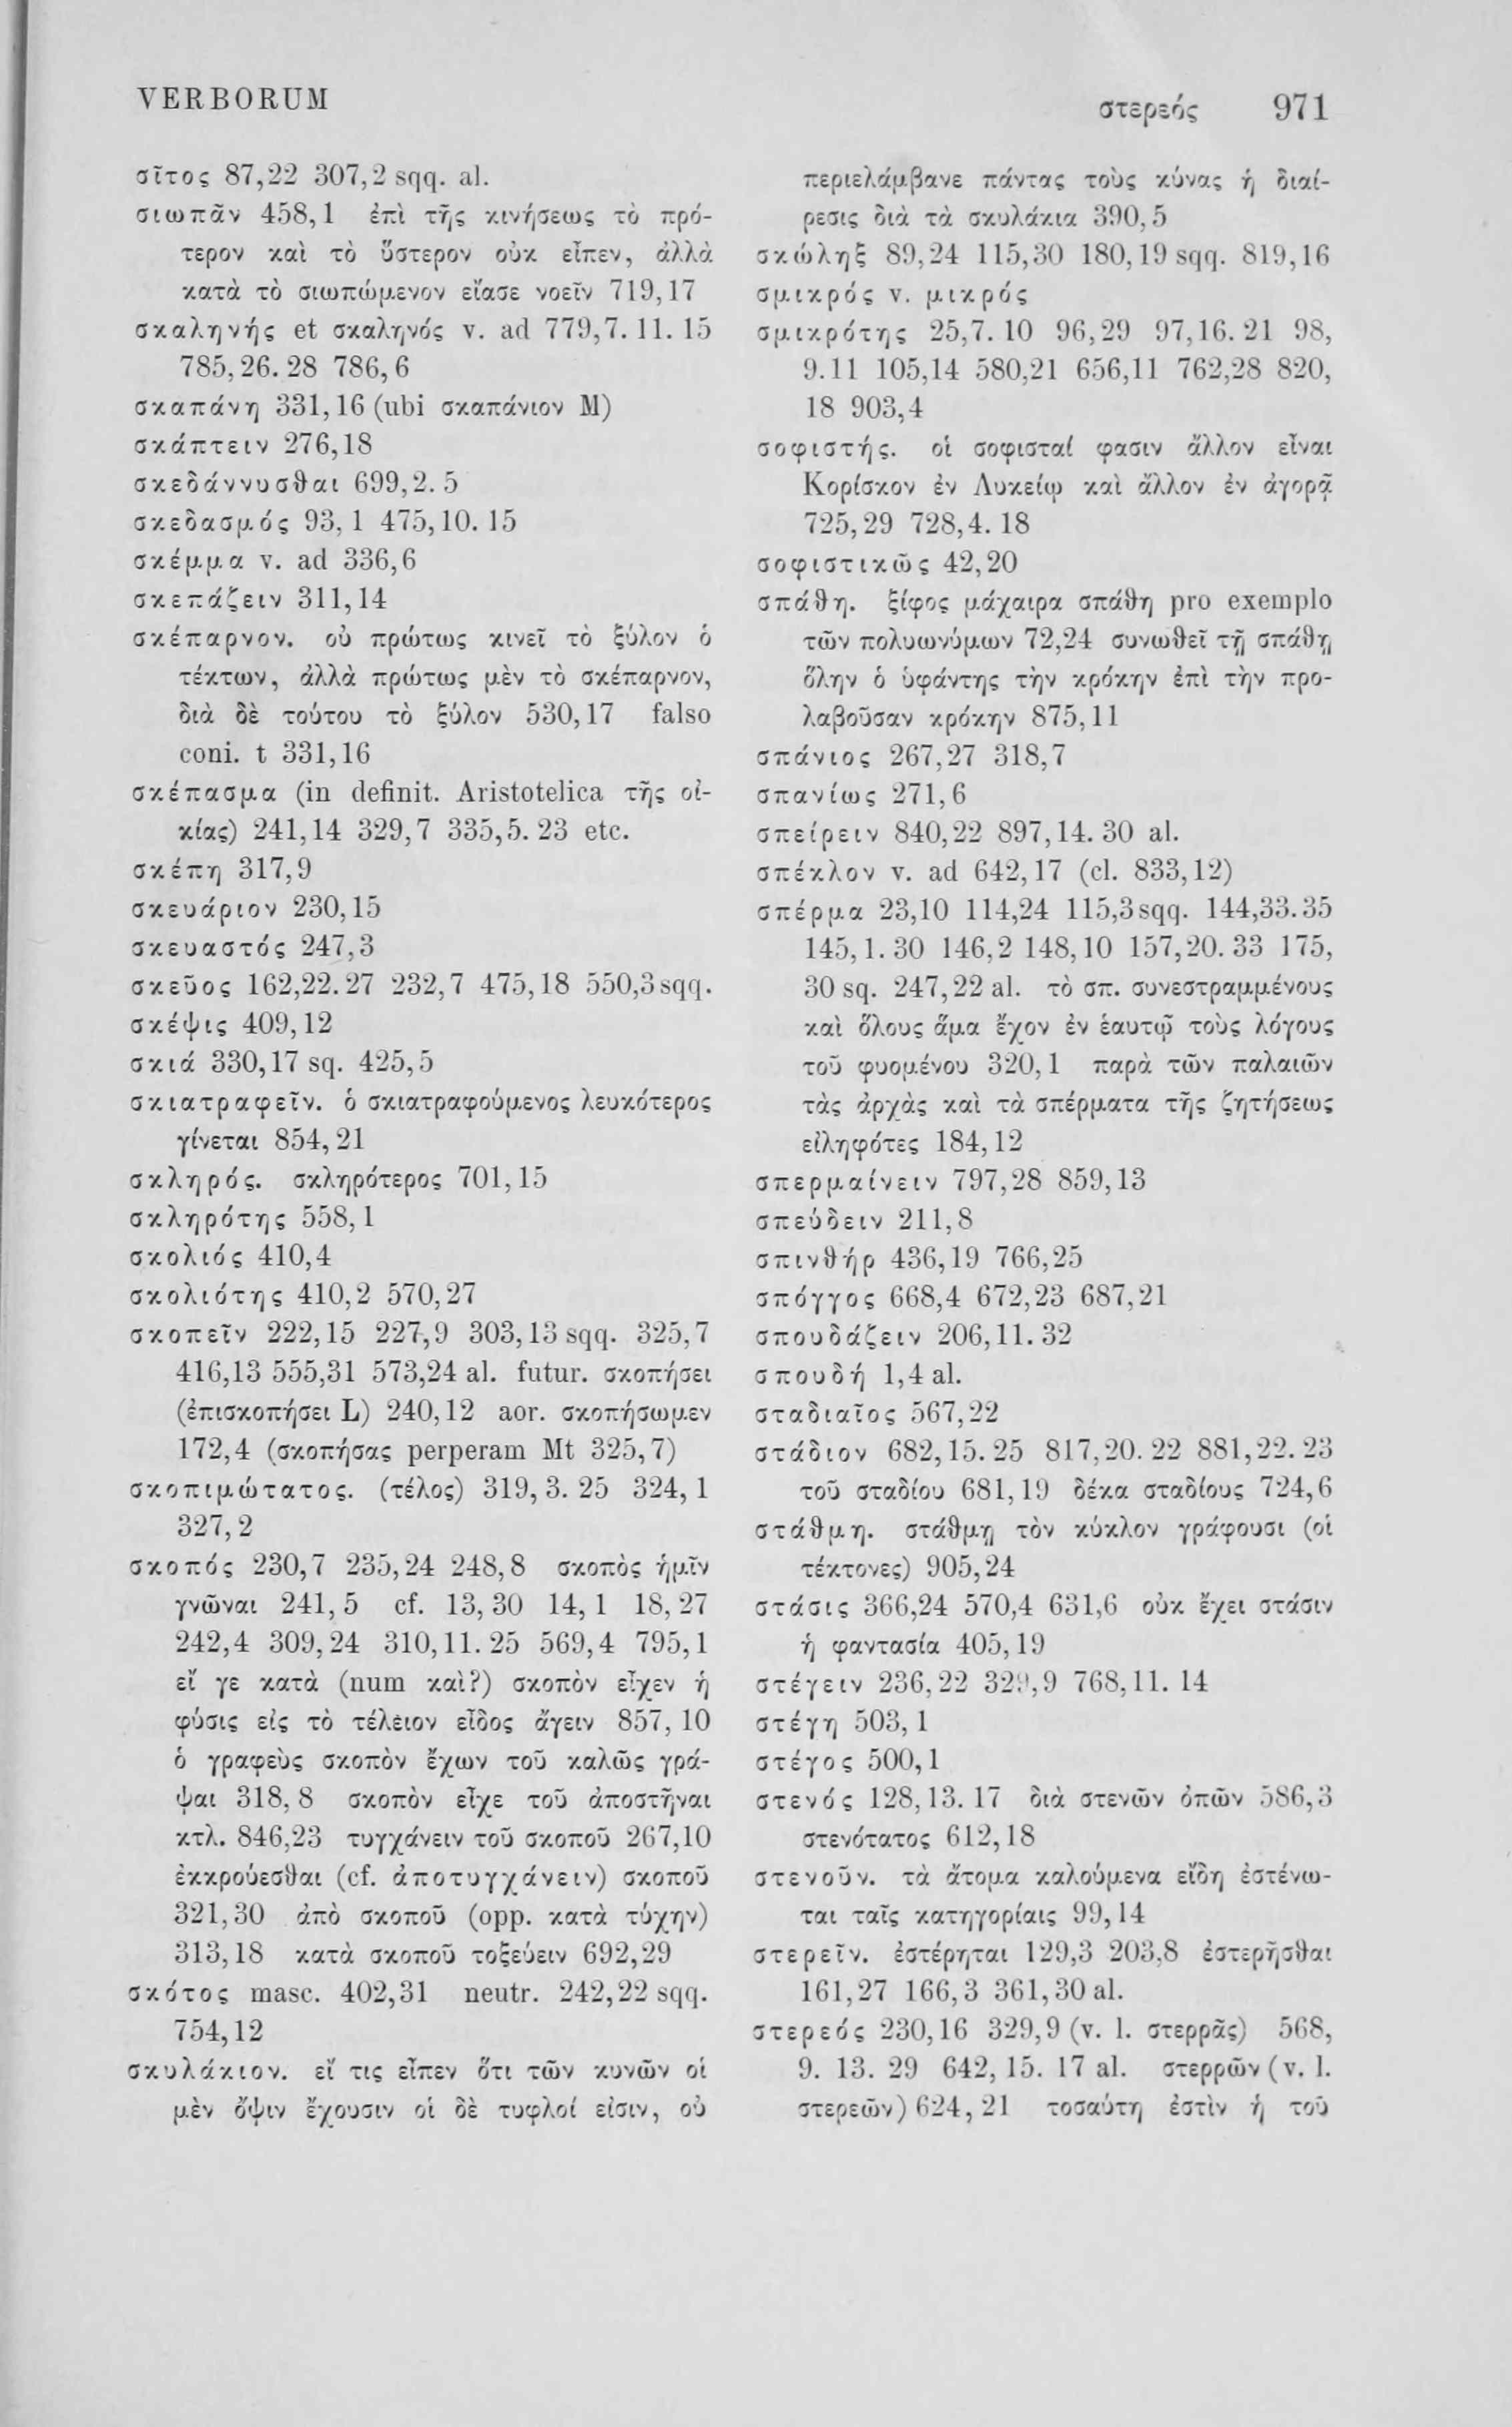 VERBORUM
στερεός 971
σῖτος 87,22 307,2 sqq. al.
σιωπᾶν 458,1 ἐπὶ τῆς κινήσεως τὸ πρό-
τερον καὶ τὸ ὕστερον οὐκ εἶπεν, ἀλλὰ
κατὰ τὸ σιωπώμενον εἴασε νοεῖν 719,17
σκαληνής et σκαληνός v. ad 779,7. 11. 15
785,26. 28 786,6
σκαπάνη 331,16 (ubi σκαπάνιον M)
σκάπτειν 276,18
σκεδάννυσθαι 699,2. 5
σκεδασμός 93,1 475,10. 15
σκέμμα v. ad 336,6
σκεπάζειν 311,14
σκέπαρνον. οὐ πρώτως κινεῖ τὸ ξύλον ὁ
τέκτων, ἀλλὰ πρώτως μὲν τὸ σκέπαρνον,
διὰ δὲ τούτου τὸ ξύλον 530,17 falso
coni. t 331,16
σκέπασμα (in definit. Aristotelica τῆς οἰ-
κίας) 241,14 329,7 335,5. 23 etc.
σκέπη 317,9
σκευάριον 230,15
σκευαστός 247,3
σκεῦος 162,22. 27 232,7 475,18 550,3 sqq.
σκέψις 409,12
σκιά 330,17 sq. 425,5
σκιατραφεῖν. ὁ σκιατραφούμενος λευκότερος
γίνεται 854,21
σκληρός. σκληρότερος 701,15
σκληρότης 558,1
σκολιός 410,4
σκολιότης 410,2 570,27
σκοπεῖν 222,15 227,9 303,13 sqq. 325,7
416,13 555,31 573,24 al. futur. σκοπήσει
(ἐπισκοπήσει L) 240,12 aor. σκοπήσωμεν
172,4 (σκοπήσας perperam Mt 325,7)
σκοπιμώτατος. (τέλος) 319,3. 25 324,1
327,2
σκοπός 230,7 235,24 248,8 σκοπὸς ἡμῖν
γνῶναι 241,5 cf. 13,30 14,1 18,27
242,4 309,24 310,11. 25 569,4 795,1
εἴ γε κατὰ (num καὶ?) σκοπὸν εἶχεν ἡ
φύσις εἰς τὸ τέλειον εἶδος ἄγειν 857,10
ὁ γραφεὺς σκοπὸν ἔχων τοῦ καλῶς γρά-
ψαι 318,8 σκοπὸν εἶχε τοῦ ἀποστῆναι
κτλ. 846,23 τυγχάνειν τοῦ σκοποῦ 267,10
ἐκκρούεσθαι (cf. ἀποτυγχάνειν) σκοποῦ
321,30 ἀπὸ σκοποῦ (opp. κατὰ τύχην)
313,18 κατὰ σκοποῦ τοξεύειν 692,29
σκότος masc. 402,31 neutr. 242,22 sqq.
754,12
σκυλάκιον. εἴ τις εἶπεν ὅτι τῶν κυνῶν οἱ
μὲν ὄψιν ἔχουσιν οἱ δὲ τυφλοί εἰσιν, οὐ
περιελάμβανε πάντας τοὺς κύνας ἡ διαί-
ρεσις διὰ τὰ σκυλάκια 390,5
σκώληξ 89,24 115,30 180,19 sqq. 819,16
σμικρός v. μικρός
σμικρότης 25,7. 10 96,29 97,16. 21 98,
9. 11 105,14 580,21 656,11 762,28 820,
18 903,4
σοφιστής. οἱ σοφισταί φασιν ἄλλον εἶναι
Κορίσκον ἐν Λυκείῳ καὶ ἄλλον ἐν ἀγορᾷ
725,29 728,4. 18
σοφιστικῶς 42,20
σπάθη. ξίφος μάχαιρα σπάθη pro exemplo
τῶν πολυωνύμων 72,24 συνωθεῖ τῇ σπάθῃ
ὅλην ὁ ὑφάντης τὴν κρόκην ἐπὶ τὴν προ-
λαβοῦσαν κρόκην 875,11
σπάνιος 267,27 318,7
σπανίως 271,6
σπείρειν 840,22 897,14. 30 al.
σπέκλον v. ad 642,17 (cl. 833,12)
σπέρμα 23,10 114,24 115,3 sqq. 144,33. 35
145,1. 30 146,2 148,10 157,20. 33 175,
30 sq. 247,22 al. τὸ σπ. συνεστραμμένους
καὶ ὅλους ἅμα ἔχον ἐν ἑαυτῷ τοὺς λόγους
τοῦ φυομένου 320,1 παρὰ τῶν παλαιῶν
τὰς ἀρχὰς καὶ τὰ σπέρματα τῆς ζητήσεως
εἰληφότες 184,12
σπερμαίνειν 797,28 859,13
σπεύδειν 211,8
σπινθήρ 436,19 766,25
σπόγγος 668,4 672,23 687,21
σπουδάζειν 206,11. 32
σπουδή 1,4 al.
σταδιαῖος 567,22
στάδιον 682,15. 25 817,20. 22 881,22. 23
τοῦ σταδίου 681,19 δέκα σταδίους 724,6
στάθμη. στάθμῃ τὸν κύκλον γράφουσι (οἱ
τέκτονες) 905,24
στάσις 366,24 570,4 631,6 οὐκ ἔχει στάσιν
ἡ φαντασία 405,19
στέγειν 236,22 329,9 768,11. 14
στέγη 503,1
στέγος 500,1
στενός 128,13. 17 διὰ στενῶν ὀπῶν 586,3
στενότατος 612,18
στενοῦν. τὰ ἄτομα καλούμενα εἴδη ἐστένω-
ται ταῖς κατηγορίαις 99,14
στερεῖν. ἐστέρηται 129,3 203,8 ἐστερῆσθαι
161,27 166,3 361,30 al.
στερεός 230,16 329,9 (v. l. στερρᾶς) 568,
9. 13. 29 642,15. 17 al. στερρῶν (v. l.
στερεῶν) 624,21 τοσαύτη ἐστὶν ἡ τοῦ